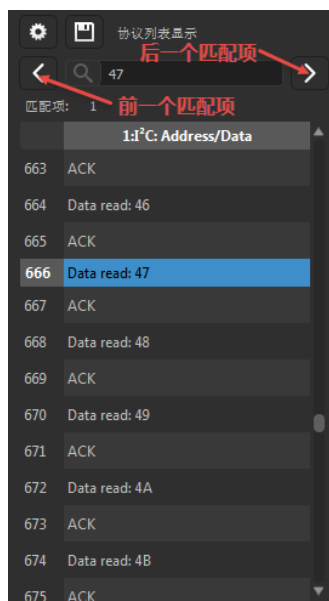 协议列表显示
后一个匹配项
47
匹配项: 1
前一个匹配项
1:I²C: Address/Data
663 ACK
664 Data read: 46
665 ACK
666 Data read: 47
667 ACK
668 Data read: 48
669 ACK
670 Data read: 49
671 ACK
672 Data read: 4A
673 ACK
674 Data read: 4B
675 ACK